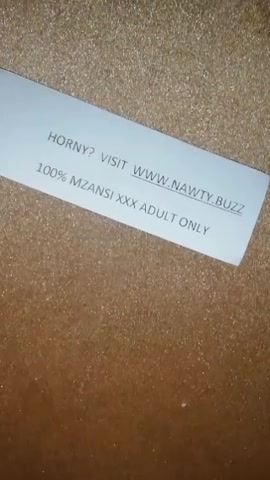 HORNY? VISIT WWW.NAWTY.BUZZ
100% MZANSI XXX ADULT ONLY